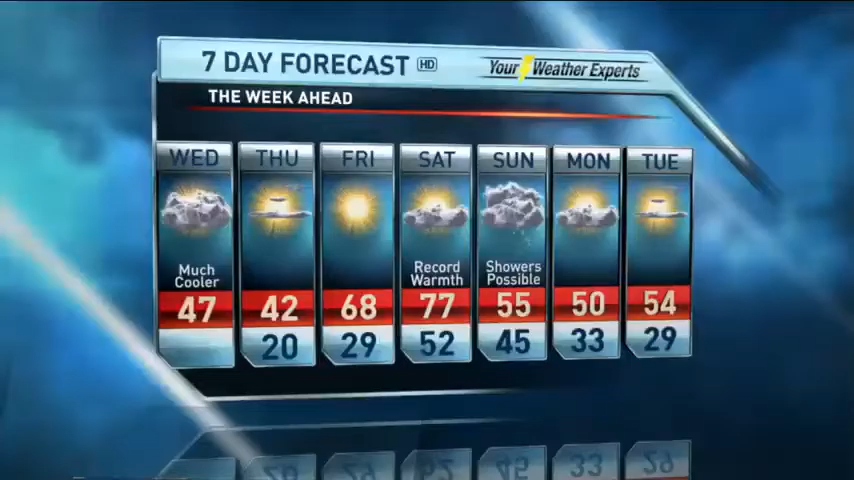 7 DAY FORECAST HD
Your Weather Experts
THE WEEK AHEAD
WED THU FRI SAT SUN MON TUE
Much Cooler
Record Warmth
Showers Possible
47 42 68 77 55 50 54
20 29 52 45 33 29